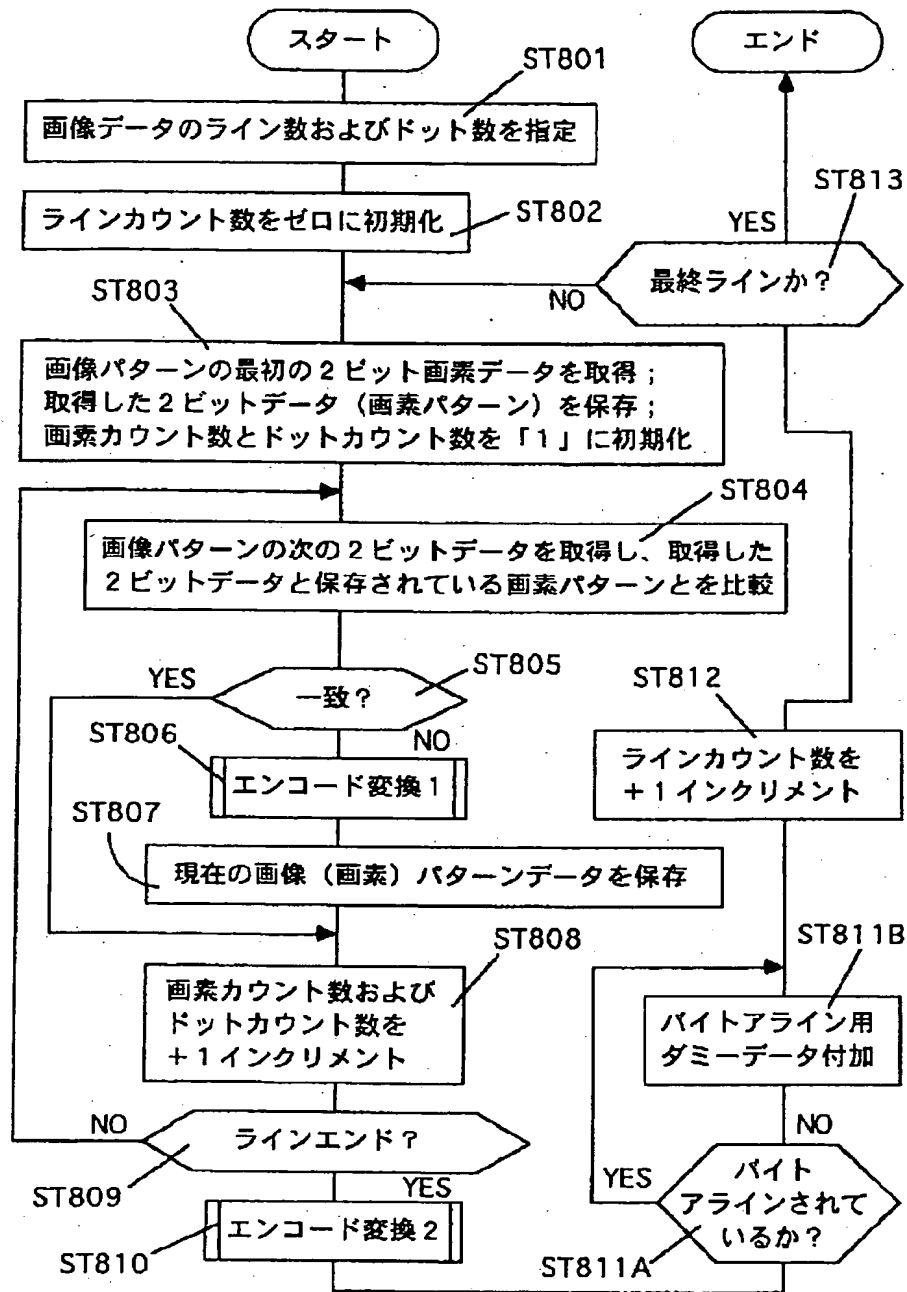 スタート
ST801
画像データのライン数およびドット数を指定
ラインカウント数をゼロに初期化
ST802
ST803
画像パターンの最初の2ビット画素データを取得;
取得した2ビットデータ(画素パターン)を保存;
画素カウント数とドットカウント数を「1」に初期化
ST804
画像パターンの次の2ビットデータを取得し、取得した
2ビットデータと保存されている画素パターンとを比較
YES
一致?
ST805
NO
ST806
エンコード変換1
ST807
現在の画像(画素)パターンデータを保存
ST808
画素カウント数および
ドットカウント数を
+1インクリメント
NO
ラインエンド?
ST809
YES
エンコード変換2
ST810
バイト
アラインされて
いるか?
ST811A
YES
NO
バイトアライン用
ダミーデータ付加
ST811B
ST812
ラインカウント数を
+1インクリメント
最終ラインか?
ST813
NO
YES
エンド